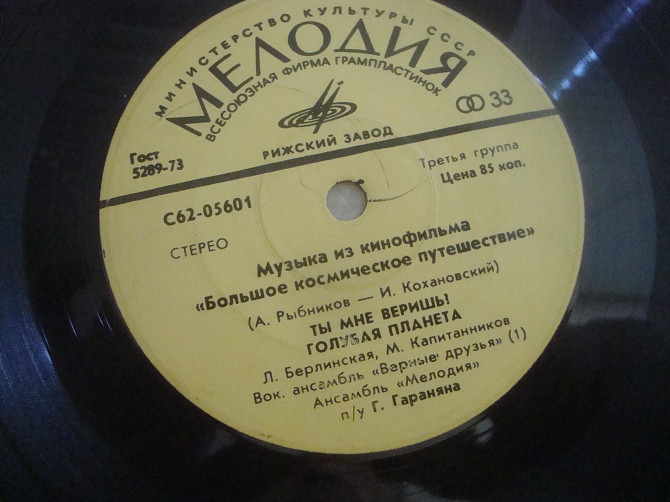 МИНИСТЕРСТВО КУЛЬТУРЫ СССР
МЕЛОДИЯ
ВСЕСОЮЗНАЯ ФИРМА ГРАМПЛАСТИНОК
33
РИЖСКИЙ ЗАВОД
Гост
5289-73
Третья группа
Цена 85 коп.
С62-05601
СТЕРЕО
Музыка из кинофильма
«Большое космическое путешествие»
(А. Рыбников — И. Кохановский)
ТЫ МНЕ ВЕРИШЬ!
ГОЛУБАЯ ПЛАНЕТА
Л. Берлинская, М. Капитанников
Вок. ансамбль «Верные друзья» (1)
Ансамбль «Мелодия»
п/у Г. Гараняна